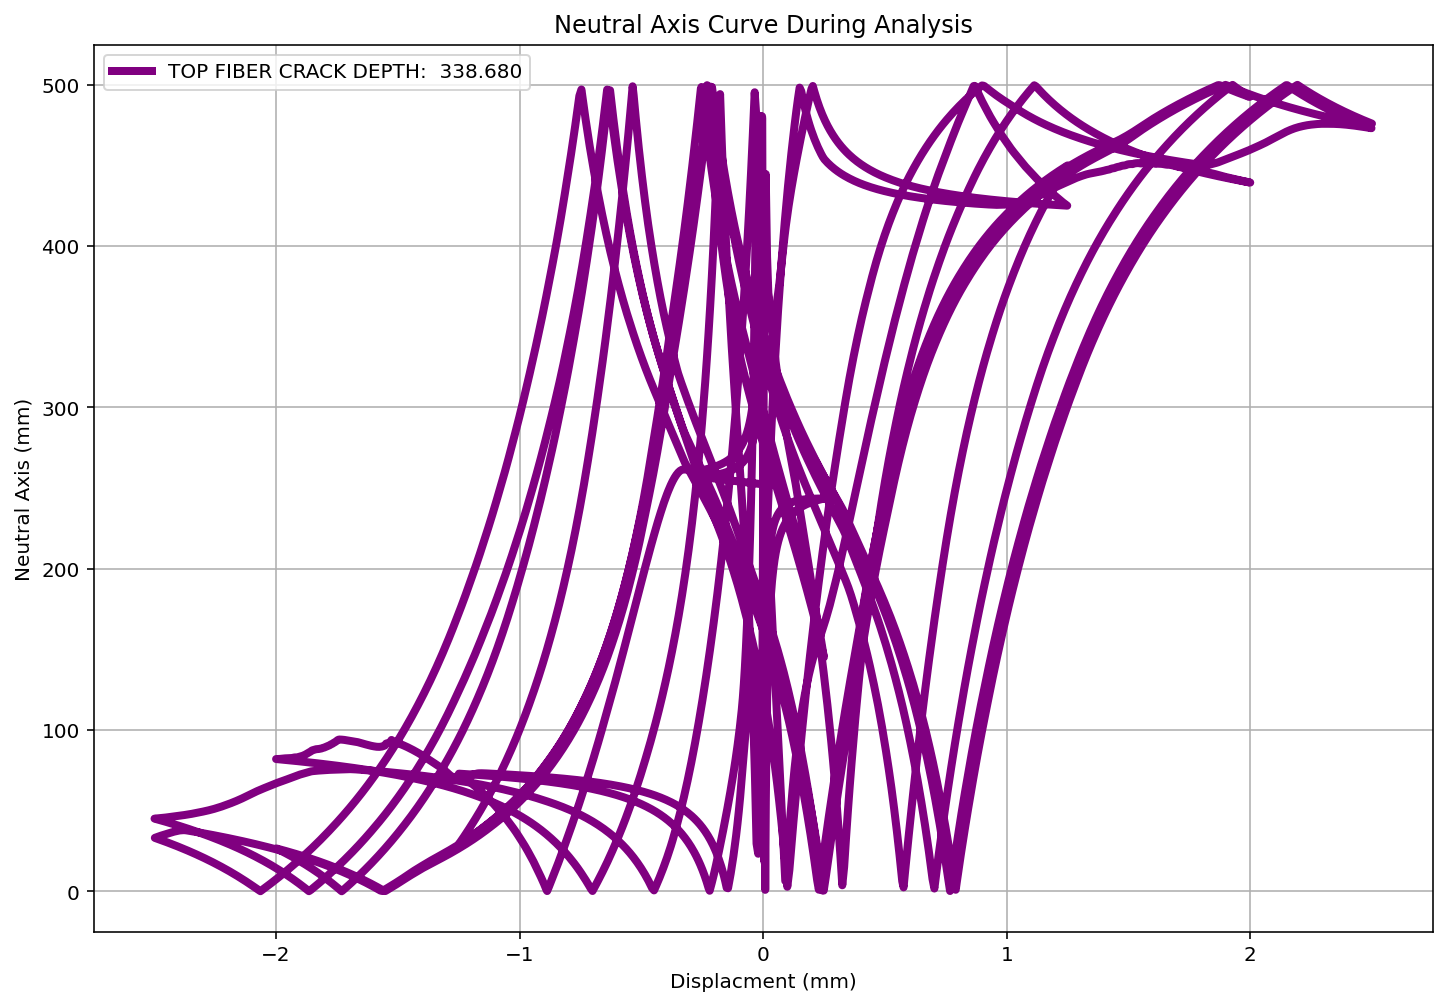 Neutral Axis Curve During Analysis
TOP FIBER CRACK DEPTH:  338.680
500
400
300
200
100
0
Neutral Axis (mm)
−2
−1
0
1
2
Displacment (mm)